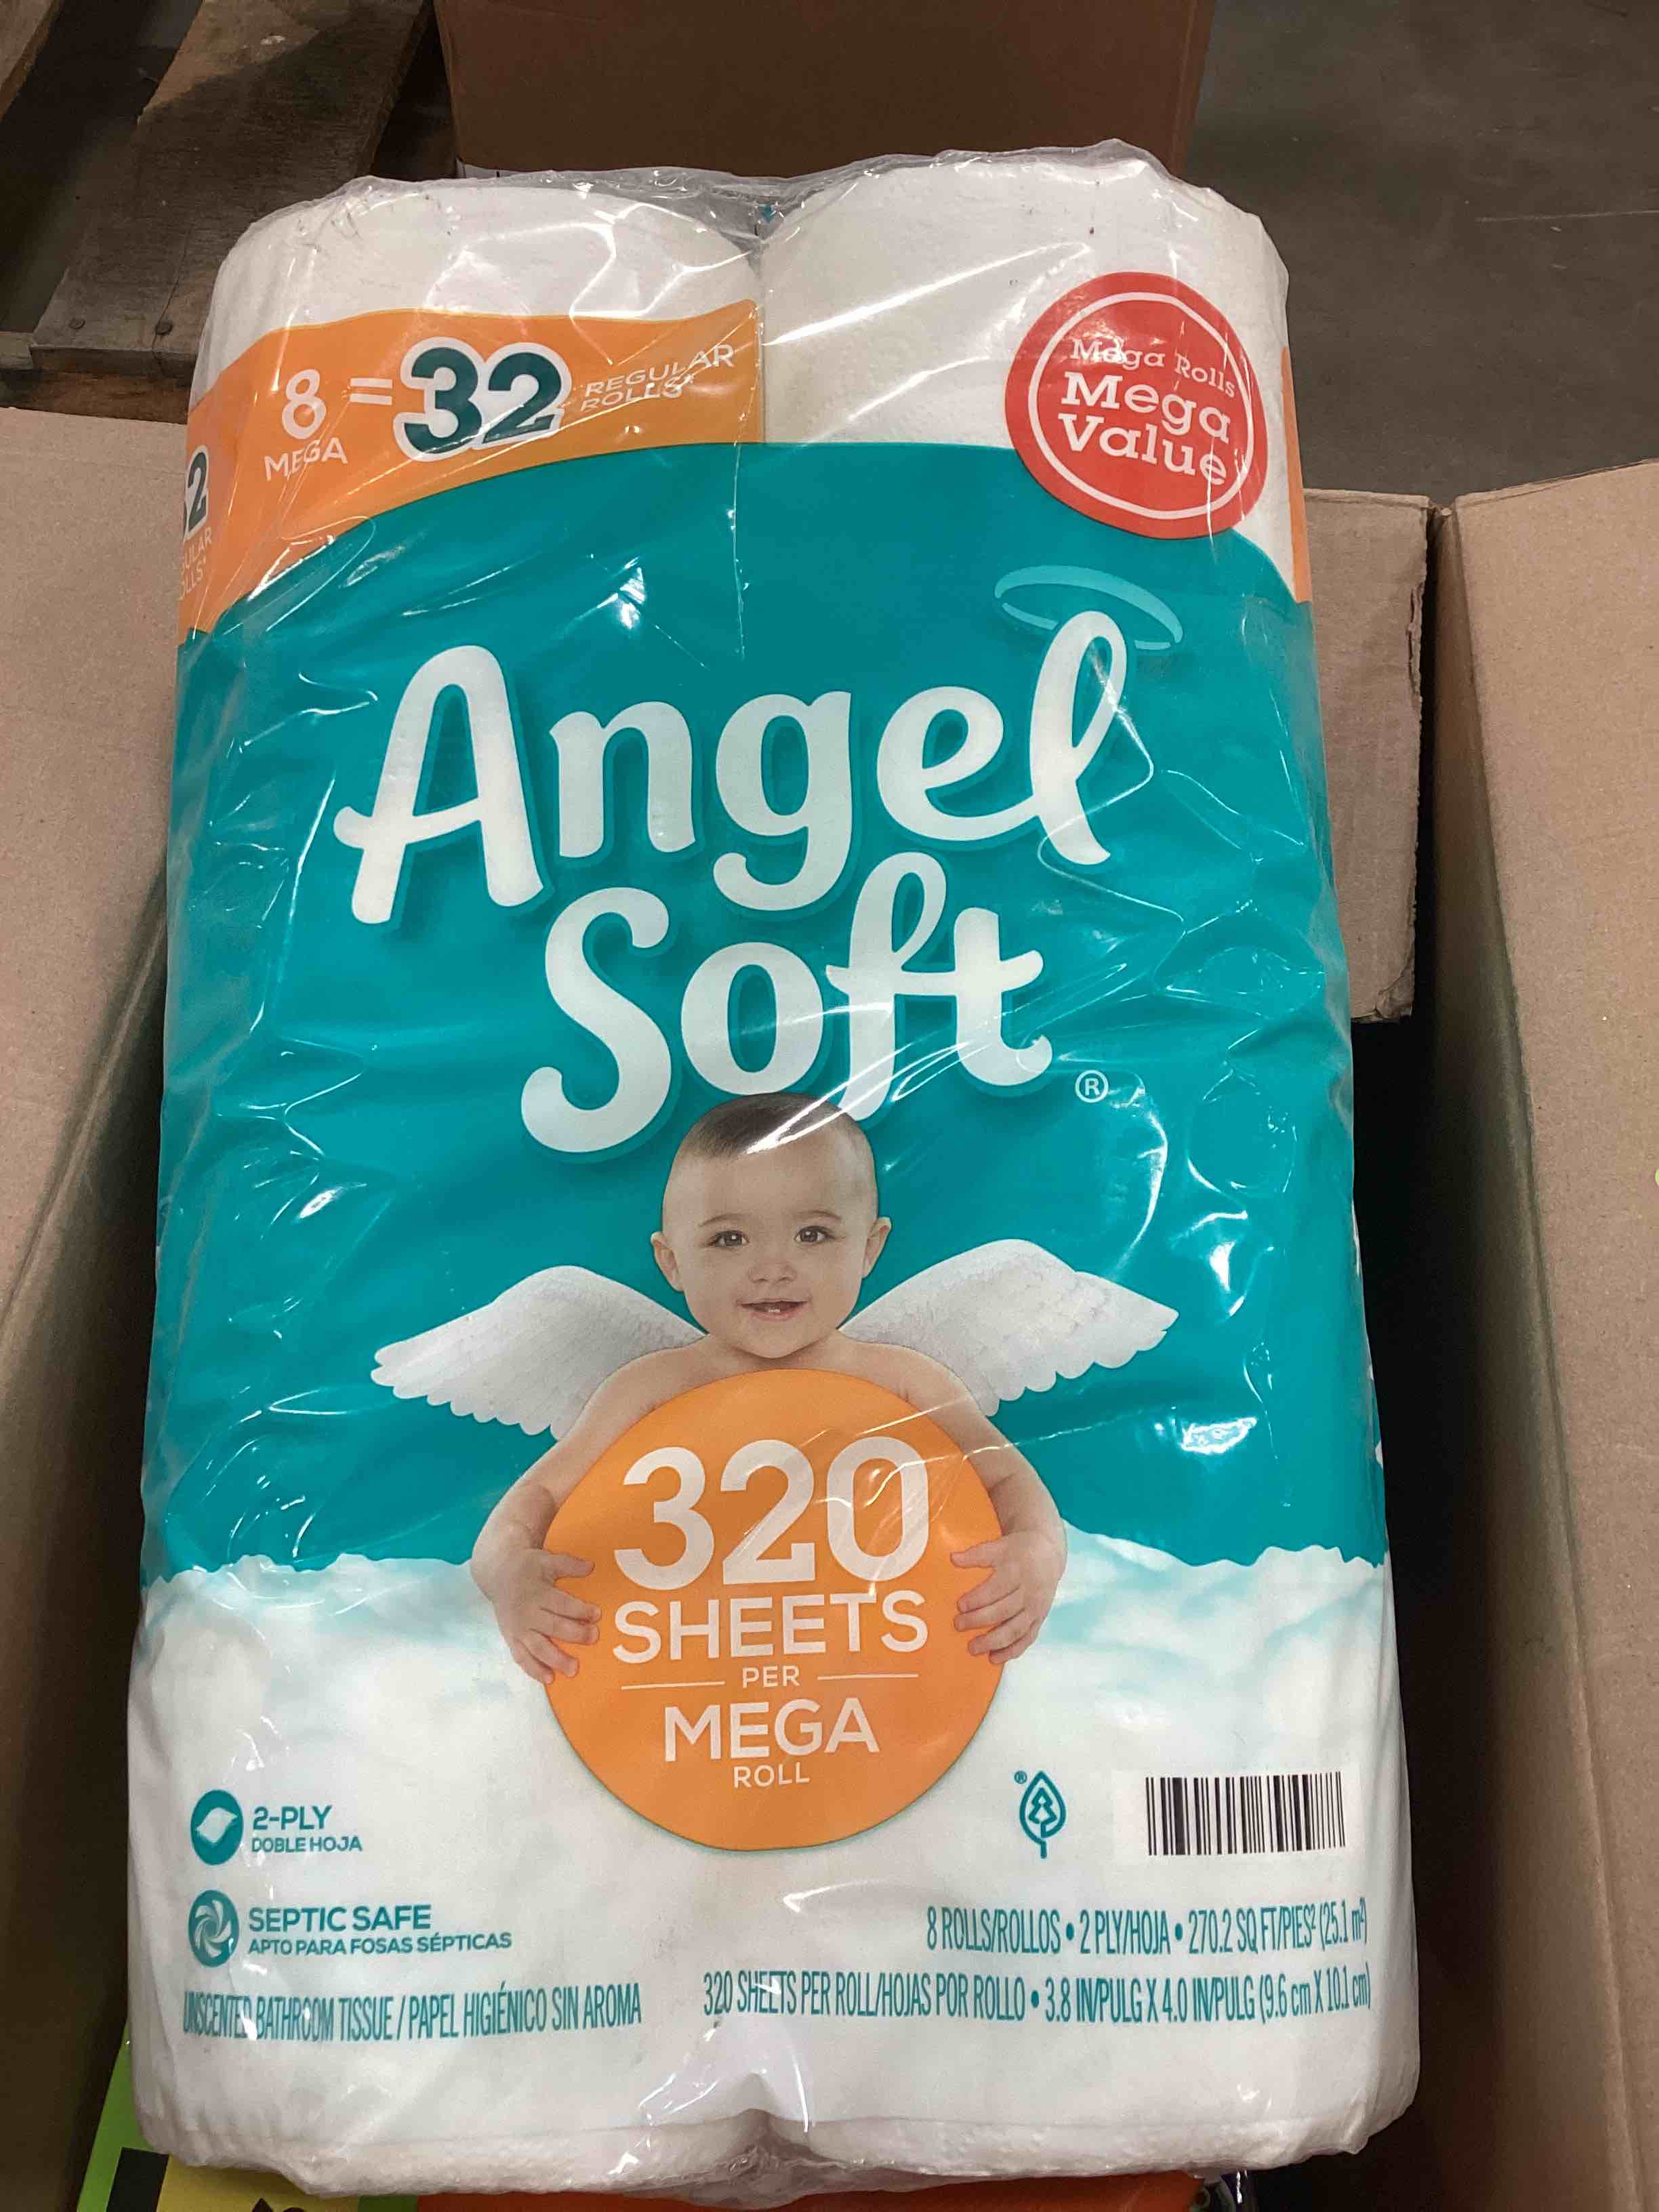 8 = 32 REGULAR
MEGA ROLLS*
Mega Rolls
Mega
Value
2
ROLLS*
Angel
Soft®
320
SHEETS
PER
MEGA
ROLL
2-PLY
DOBLE HOJA
SEPTIC SAFE
APTO PARA FOSAS SÉPTICAS
UNSCENTED BATHROOM TISSUE / PAPEL HIGIÉNICO SIN AROMA
®
8 ROLLS/ROLLOS • 2 PLY/HOJA • 270.2 SQ FT/PIES² (25.1 m²)
320 SHEETS PER ROLL/HOJAS POR ROLLO • 3.8 IN/PULG X 4.0 IN/PULG (9.6 cm X 10.1 cm)